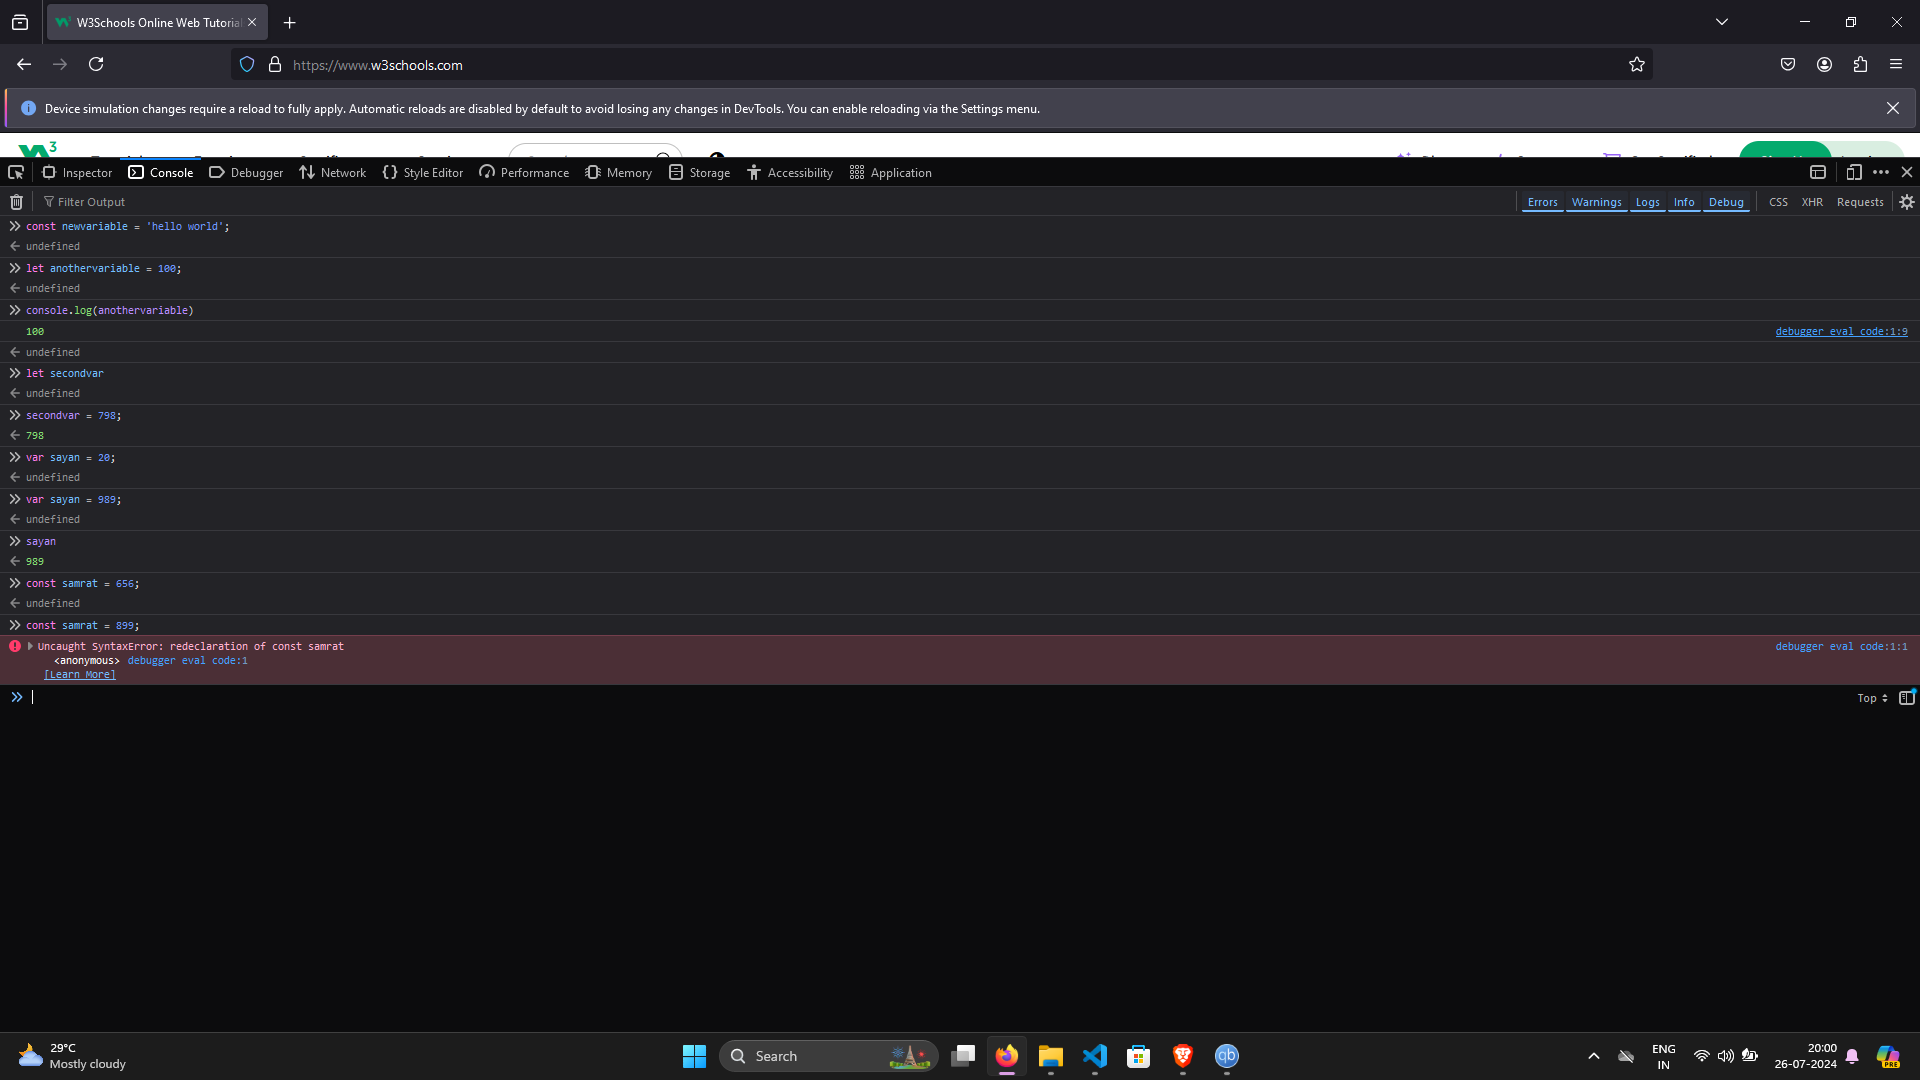 W3Schools Online Web Tutorial
https://www.w3schools.com
Device simulation changes require a reload to fully apply. Automatic reloads are disabled by default to avoid losing any changes in DevTools. You can enable reloading via the Settings menu.
3
Inspector Console Debugger Network Style Editor Performance Memory Storage Accessibility Application
Filter Output Errors Warnings Logs Info Debug CSS XHR Requests
const newvariable = 'hello world';
undefined
let anothervariable = 100;
undefined
console.log(anothervariable)
100 debugger eval code:1:9
undefined
let secondvar
undefined
secondvar = 798;
798
var sayan = 20;
undefined
var sayan = 989;
undefined
sayan
989
const samrat = 656;
undefined
const samrat = 899;
Uncaught SyntaxError: redeclaration of const samrat debugger eval code:1:1
<anonymous> debugger eval code:1
[Learn More]
Top
29°C
Mostly cloudy
Search
qb
ENG
IN
20:00
26-07-2024
PRE